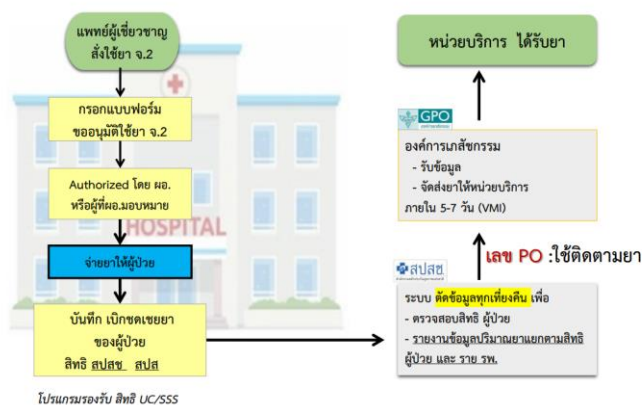 แพทย์ผู้เชี่ยวชาญ
สั่งใช้ยา จ.2
กรอกแบบฟอร์ม
ขออนุมัติใช้ยา จ.2
Authorized โดย ผอ.
หรือผู้ที่ผอ.มอบหมาย
HOSPITAL
จ่ายยาให้ผู้ป่วย
บันทึก เบิกชดเชยยา
ของผู้ป่วย
สิทธิ สปสช สปส
โปรแกรมรองรับ สิทธิ UC/SSS
หน่วยบริการ ได้รับยา
GPO
องค์การเภสัชกรรม
- รับข้อมูล
- จัดส่งยาให้หน่วยบริการ
ภายใน 5-7 วัน (VMI)
เลข PO :ใช้ติดตามยา
สปสช.
ระบบ ตัดข้อมูลทุกเที่ยงคืน เพื่อ
- ตรวจสอบสิทธิ ผู้ป่วย
- รายงานข้อมูลปริมาณยาแยกตามสิทธิ
ผู้ป่วย และ ราย รพ.